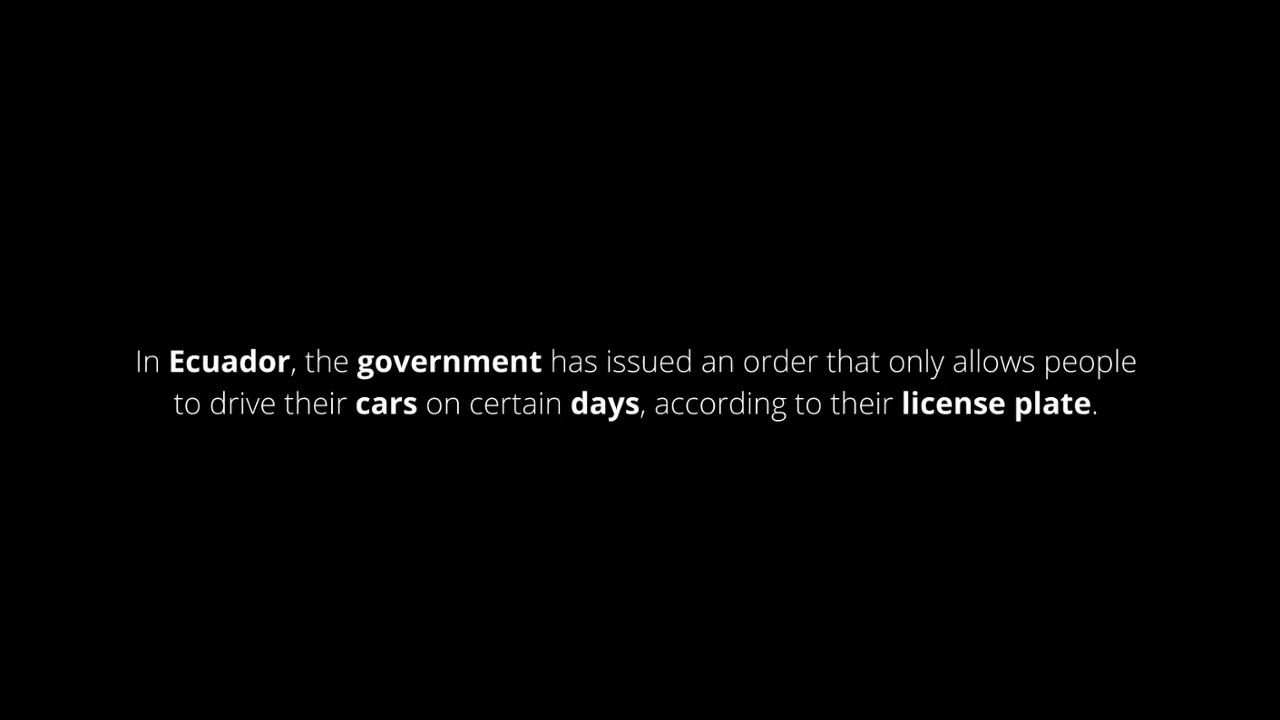 In Ecuador, the government has issued an order that only allows people
to drive their cars on certain days, according to their license plate.